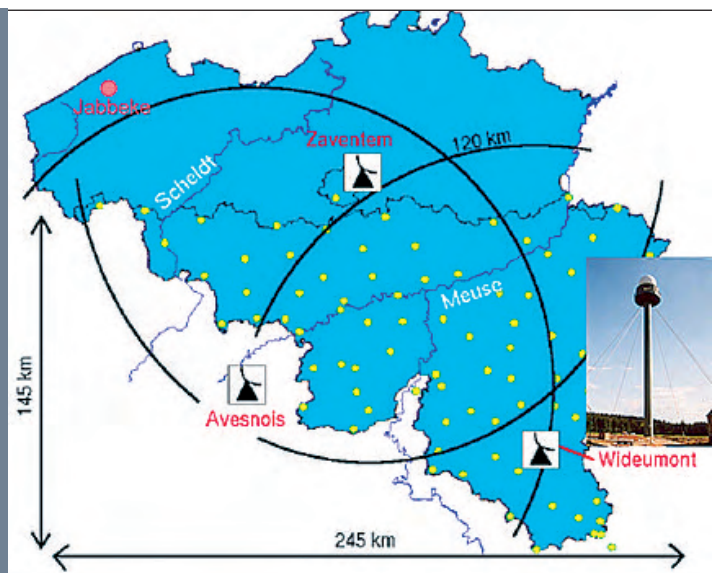 Jabbeke
Zaventem
120 km
Scheldt
Meuse
145 km
Avesnois
Wideumont
245 km